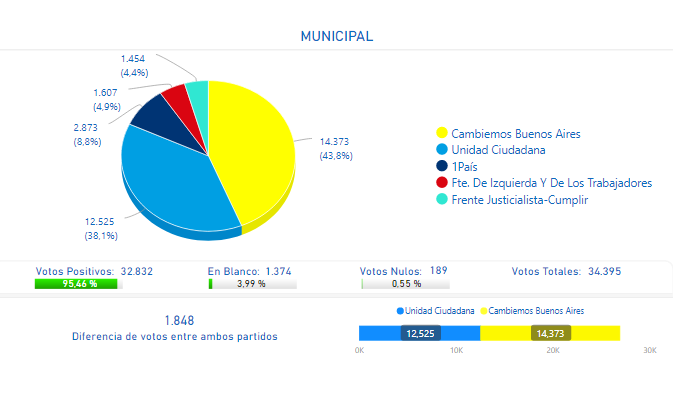 MUNICIPAL
1.454
(4,4%)
1.607
(4,9%)
2.873
(8,8%)
14.373
(43,8%)
12.525
(38,1%)
Cambiemos Buenos Aires
Unidad Ciudadana
1País
Fte. De Izquierda Y De Los Trabajadores
Frente Justicialista-Cumplir
Votos Positivos: 32.832
95,46 %
En Blanco: 1.374
3,99 %
Votos Nulos: 189
0,55 %
Votos Totales: 34.395
1.848
Diferencia de votos entre ambos partidos
Unidad Ciudadana Cambiemos Buenos Aires
12,525 14,373
0K 10K 20K 30K